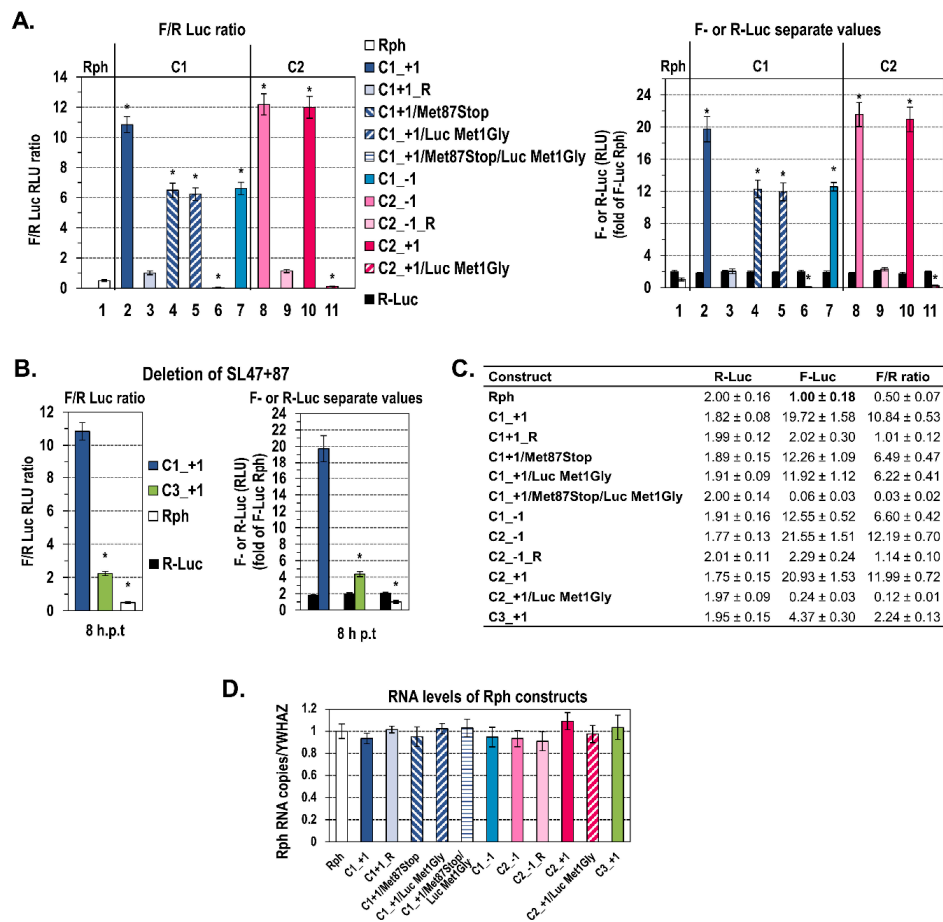 A.
F/R Luc ratio
Rph C1 C2
F/R Luc RLU ratio
14
12
10
8
6
4
2
0
* * * * * * * *
1 2 3 4 5 6 7 8 9 10 11
Rph
C1_+1
C1+1_R
C1+1/Met87Stop
C1_+1/Luc Met1Gly
C1_+1/Met87Stop/Luc Met1Gly
C1_-1
C2_-1
C2_-1_R
C2_+1
C2_+1/Luc Met1Gly
R-Luc
F- or R-Luc separate values
Rph C1 C2
F- or R-Luc (RLU)
(fold of F-Luc Rph)
24
20
16
12
8
4
0
* * * * * * * *
1 2 3 4 5 6 7 8 9 10 11
B.
Deletion of SL47+87
F/R Luc ratio
F/R Luc RLU ratio
12
10
8
6
4
2
0
* *
8 h.p.t
C1_+1
C3_+1
Rph
R-Luc
F- or R-Luc separate values
F- or R-Luc (RLU)
(fold of F-Luc Rph)
24
22
20
18
16
14
12
10
8
6
4
2
0
* *
8 h.p.t
C.
Construct R-Luc F-Luc F/R ratio
Rph 2.00 ± 0.16 1.00 ± 0.18 0.50 ± 0.07
C1_+1 1.82 ± 0.08 19.72 ± 1.58 10.84 ± 0.53
C1+1_R 1.99 ± 0.12 2.02 ± 0.30 1.01 ± 0.12
C1+1/Met87Stop 1.89 ± 0.15 12.26 ± 1.09 6.49 ± 0.47
C1_+1/Luc Met1Gly 1.91 ± 0.09 11.92 ± 1.12 6.22 ± 0.41
C1_+1/Met87Stop/Luc Met1Gly 2.00 ± 0.14 0.06 ± 0.03 0.03 ± 0.02
C1_-1 1.91 ± 0.16 12.55 ± 0.52 6.60 ± 0.42
C2_-1 1.77 ± 0.13 21.55 ± 1.51 12.19 ± 0.70
C2_-1_R 2.01 ± 0.11 2.29 ± 0.24 1.14 ± 0.10
C2_+1 1.75 ± 0.15 20.93 ± 1.53 11.99 ± 0.72
C2_+1/Luc Met1Gly 1.97 ± 0.09 0.24 ± 0.03 0.12 ± 0.01
C3_+1 1.95 ± 0.15 4.37 ± 0.30 2.24 ± 0.13
D.
RNA levels of Rph constructs
Rph RNA copies/YWHAZ
1.2
1
0.8
0.6
0.4
0.2
0
Rph
C1_+1
C1+1_R
C1+1/Met87Stop
C1_+1/Luc Met1Gly
C1_+1/Met87Stop/
Luc Met1Gly
C1_-1
C2_-1
C2_-1_R
C2_+1
C2_+1/Luc Met1Gly
C3_+1